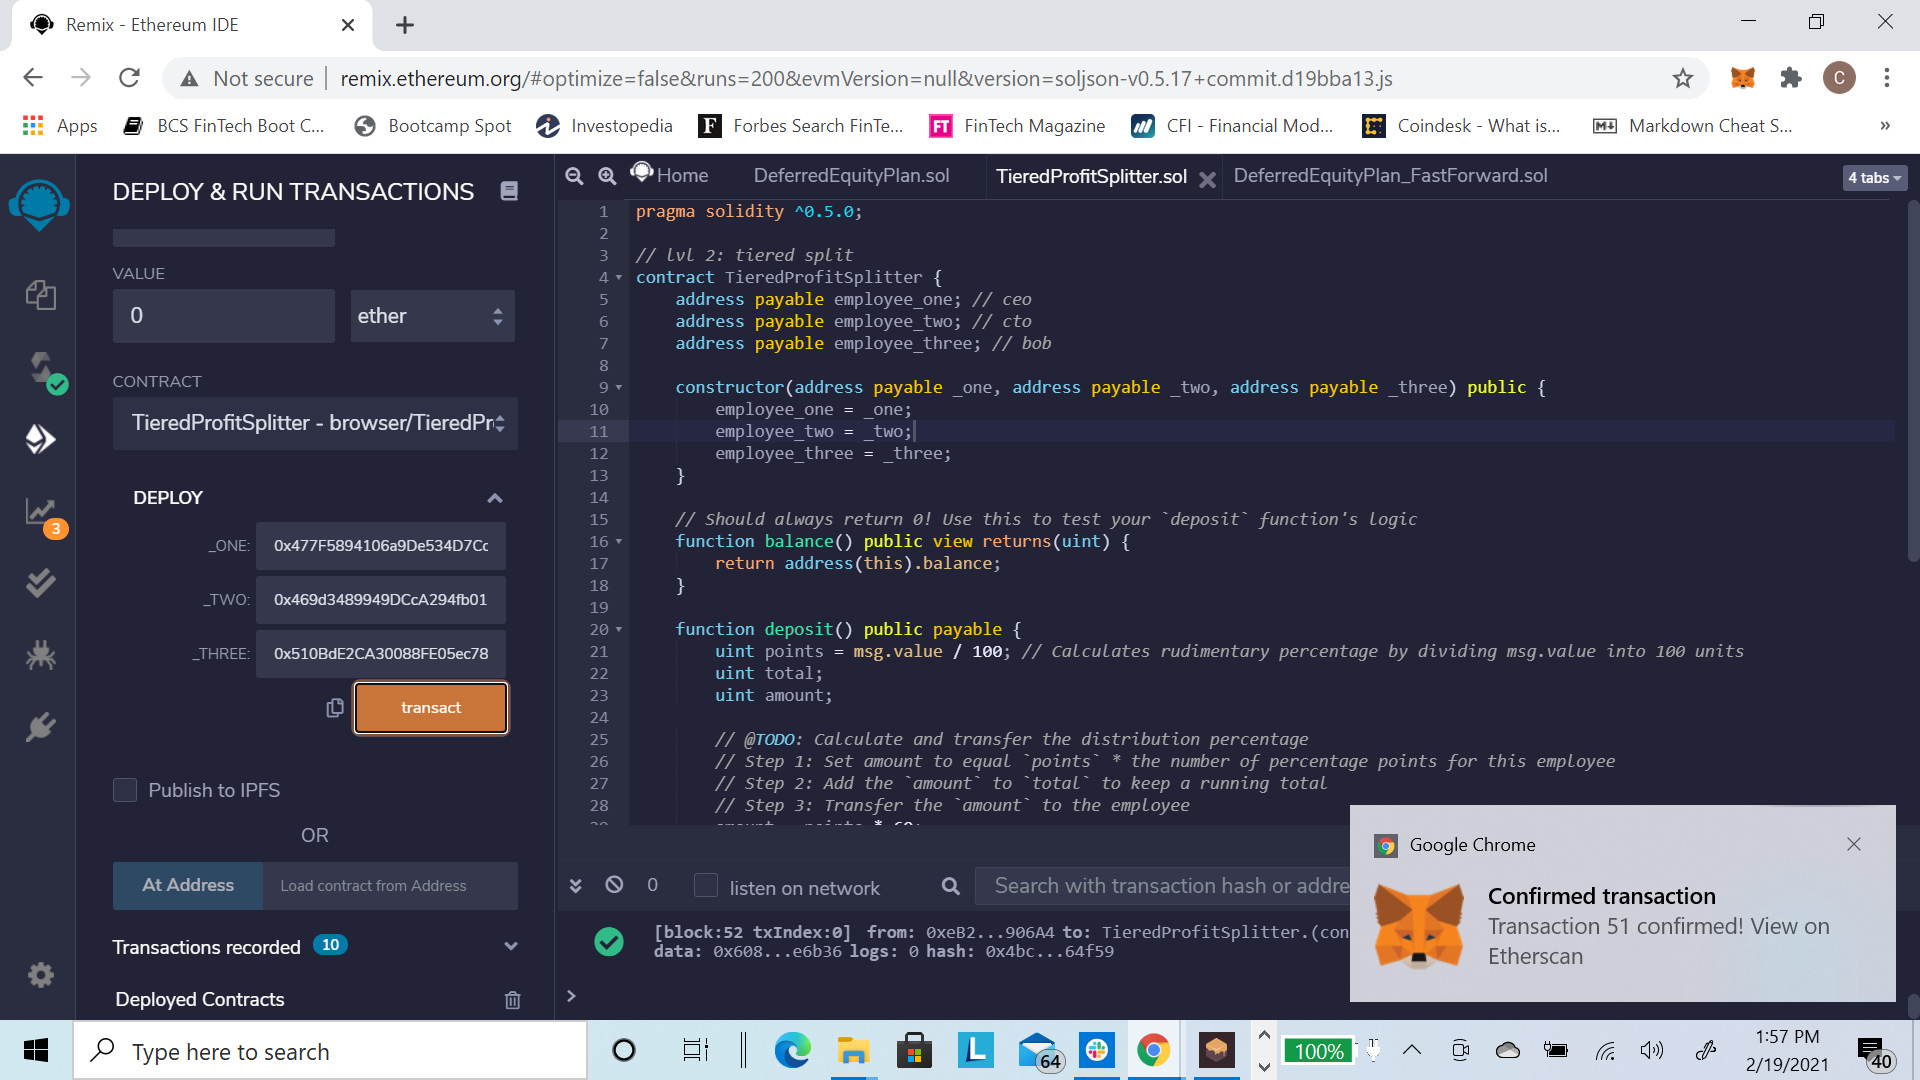 Remix - Ethereum IDE
Not secure remix.ethereum.org/#optimize=false&runs=200&evmVersion=null&version=soljson-v0.5.17+commit.d19bba13.js
C
Apps BCS FinTech Boot C... Bootcamp Spot Investopedia Forbes Search FinTe... FinTech Magazine CFI - Financial Mod... Coindesk - What is... Markdown Cheat S... »
DEPLOY & RUN TRANSACTIONS
VALUE
0 ether
CONTRACT
TieredProfitSplitter - browser/TieredPr
DEPLOY
_ONE: 0x477F5894106a9De534D7Cc
_TWO: 0x469d3489949DCcA294fb01
_THREE: 0x510BdE2CA30088FE05ec78
transact
Publish to IPFS
OR
At Address Load contract from Address
Transactions recorded 10
Deployed Contracts
3
Home DeferredEquityPlan.sol TieredProfitSplitter.sol DeferredEquityPlan_FastForward.sol 4 tabs
1 pragma solidity ^0.5.0;
2
3 // lvl 2: tiered split
4 contract TieredProfitSplitter {
5 address payable employee_one; // ceo
6 address payable employee_two; // cto
7 address payable employee_three; // bob
8
9 constructor(address payable _one, address payable _two, address payable _three) public {
10 employee_one = _one;
11 employee_two = _two;
12 employee_three = _three;
13 }
14
15 // Should always return 0! Use this to test your `deposit` function's logic
16 function balance() public view returns(uint) {
17 return address(this).balance;
18 }
19
20 function deposit() public payable {
21 uint points = msg.value / 100; // Calculates rudimentary percentage by dividing msg.value into 100 units
22 uint total;
23 uint amount;
24
25 // @TODO: Calculate and transfer the distribution percentage
26 // Step 1: Set amount to equal `points` * the number of percentage points for this employee
27 // Step 2: Add the `amount` to `total` to keep a running total
28 // Step 3: Transfer the `amount` to the employee
0 listen on network Search with transaction hash or addre
[block:52 txIndex:0] from: 0xeB2...906A4 to: TieredProfitSplitter.(con
data: 0x608...e6b36 logs: 0 hash: 0x4bc...64f59
>
Google Chrome
Confirmed transaction
Transaction 51 confirmed! View on
Etherscan
Type here to search
64
100%
1:57 PM
2/19/2021
40